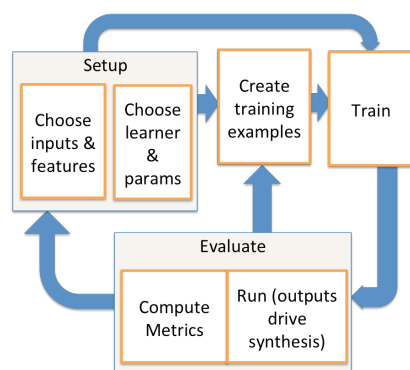 Setup
Choose
inputs &
features
Choose
learner
&
params
Create
training
examples
Train
Evaluate
Compute
Metrics
Run (outputs
drive
synthesis)